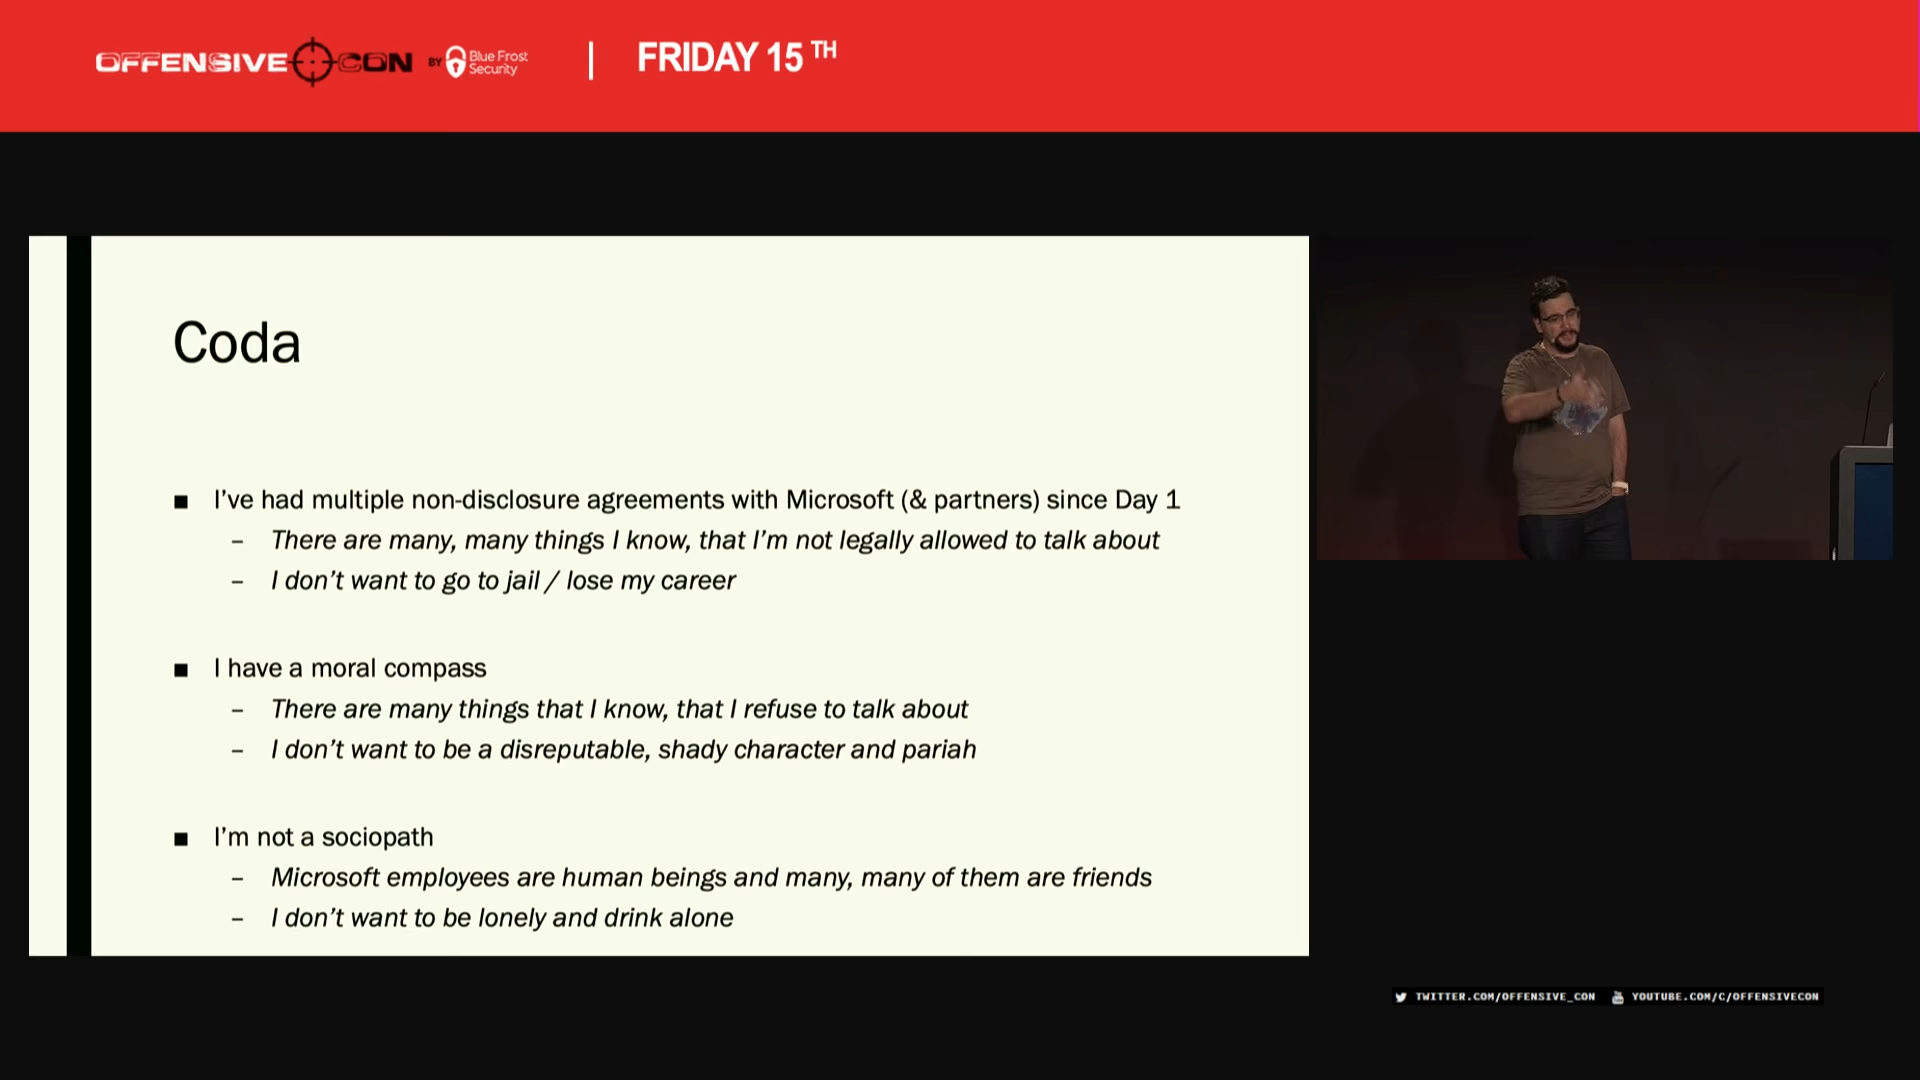 OFFENSIVE CON BY Blue Frost Security | FRIDAY 15 TH
Coda
■ I’ve had multiple non-disclosure agreements with Microsoft (& partners) since Day 1
– There are many, many things I know, that I’m not legally allowed to talk about
– I don’t want to go to jail / lose my career
■ I have a moral compass
– There are many things that I know, that I refuse to talk about
– I don’t want to be a disreputable, shady character and pariah
■ I’m not a sociopath
– Microsoft employees are human beings and many, many of them are friends
– I don’t want to be lonely and drink alone
TWITTER.COM/OFFENSIVE_CON YOUTUBE.COM/C/OFFENSIVECON